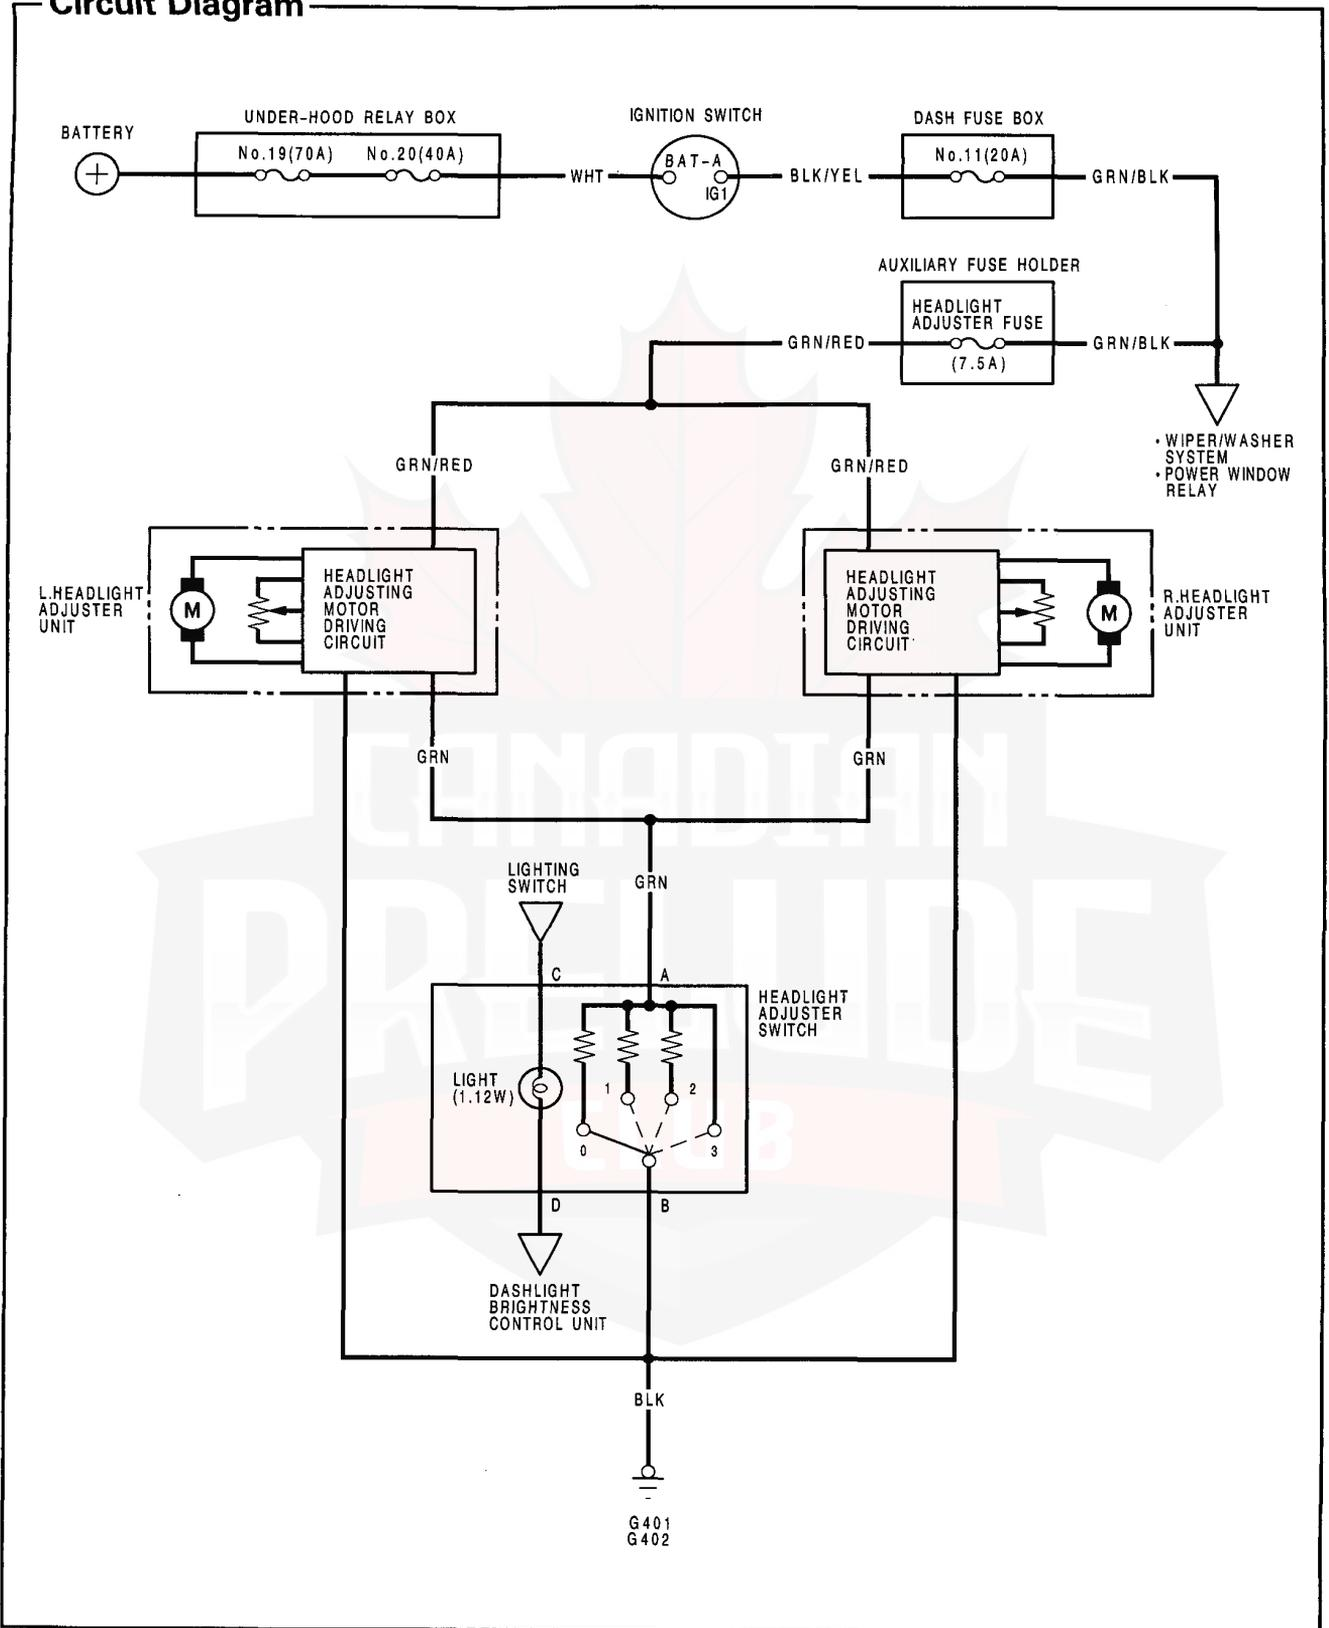 Circuit Diagram
BATTERY
UNDER-HOOD RELAY BOX
No.19(70A) No.20(40A)
WHT
IGNITION SWITCH
BAT-A
IG1
BLK/YEL
DASH FUSE BOX
No.11(20A)
GRN/BLK
AUXILIARY FUSE HOLDER
HEADLIGHT
ADJUSTER FUSE
(7.5A)
GRN/RED
GRN/BLK
• WIPER/WASHER
SYSTEM
• POWER WINDOW
RELAY
GRN/RED
GRN/RED
L.HEADLIGHT
ADJUSTER
UNIT
M
HEADLIGHT
ADJUSTING
MOTOR
DRIVING
CIRCUIT
HEADLIGHT
ADJUSTING
MOTOR
DRIVING
CIRCUIT
M
R.HEADLIGHT
ADJUSTER
UNIT
GRN
GRN
CANADIAN
PRELUDE
CLUB
LIGHTING
SWITCH
GRN
C
A
HEADLIGHT
ADJUSTER
SWITCH
LIGHT
(1.12W)
1
2
0
3
D
B
DASHLIGHT
BRIGHTNESS
CONTROL UNIT
BLK
G401
G402